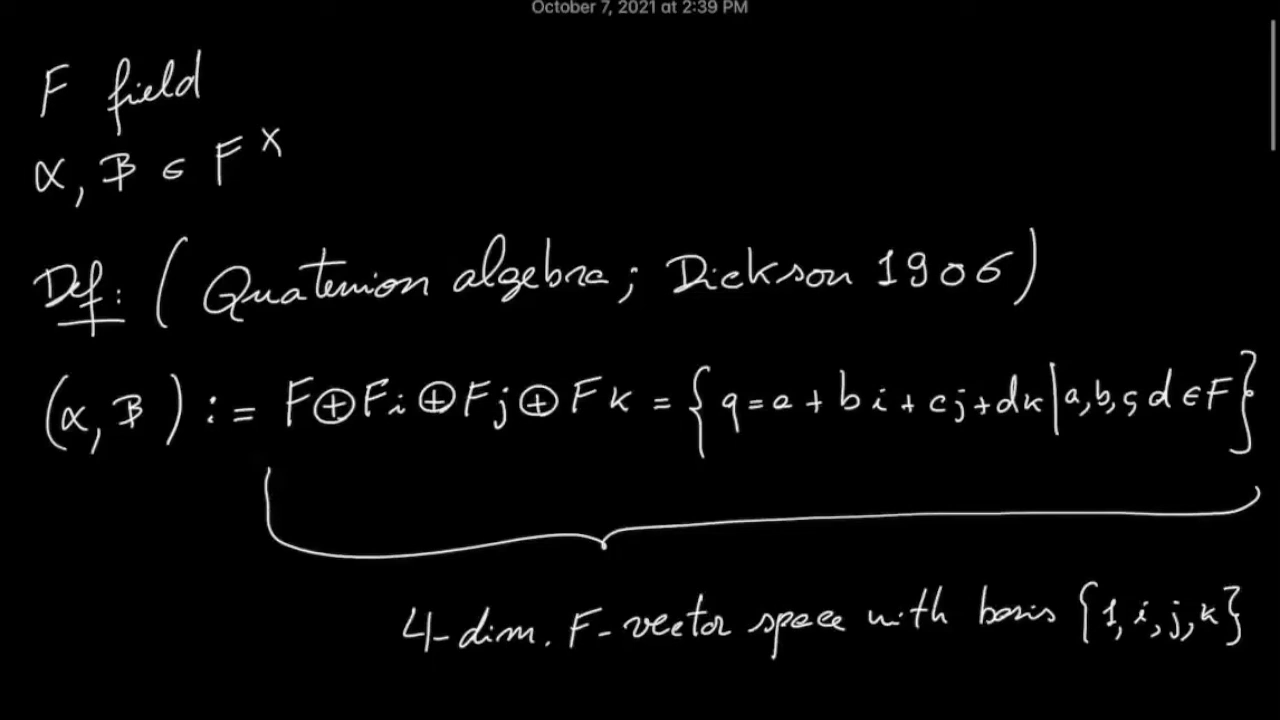 October 7, 2021 at 2:39 PM
F field
α, β ∈ F^×
Def: (Quaternion algebra; Dickson 1906)
(α, β) := F⊕Fi⊕Fj⊕Fk = {q=a+bi+cj+dk|a,b,c,d∈F}
4-dim. F-vector space with basis {1,i,j,k}